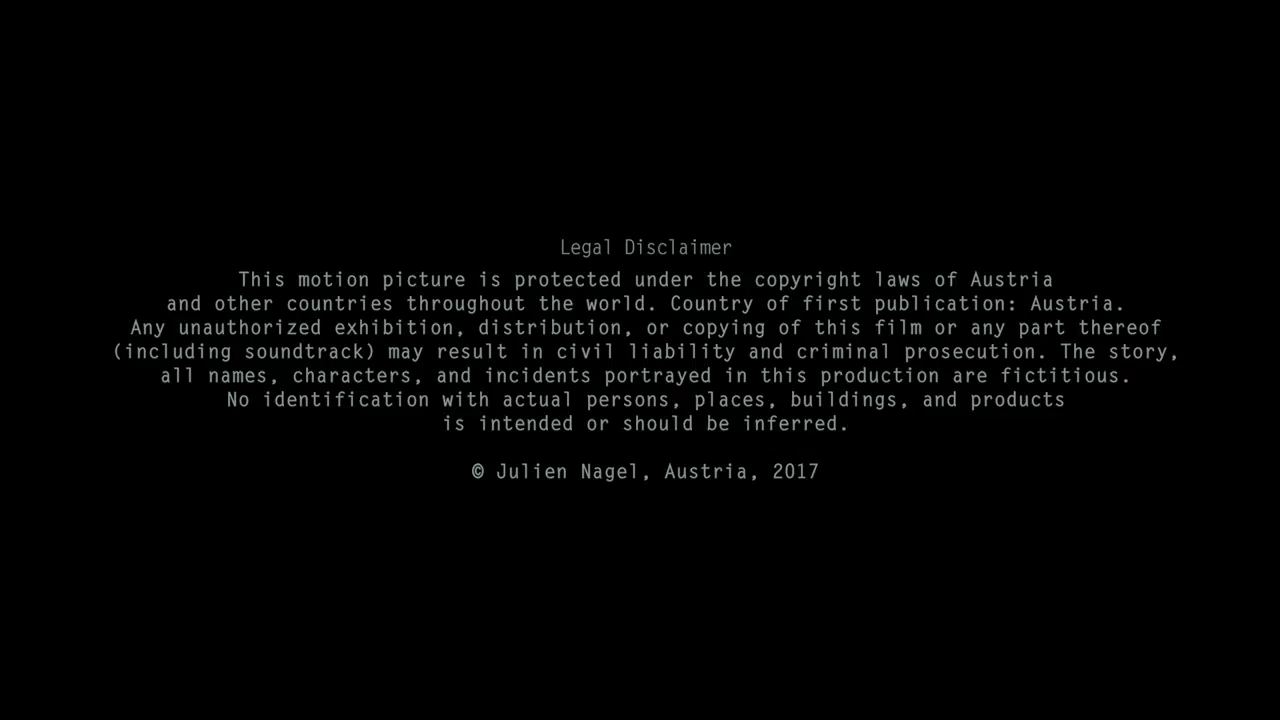 Legal Disclaimer
This motion picture is protected under the copyright laws of Austria
and other countries throughout the world. Country of first publication: Austria.
Any unauthorized exhibition, distribution, or copying of this film or any part thereof
(including soundtrack) may result in civil liability and criminal prosecution. The story,
all names, characters, and incidents portrayed in this production are fictitious.
No identification with actual persons, places, buildings, and products
is intended or should be inferred.
© Julien Nagel, Austria, 2017